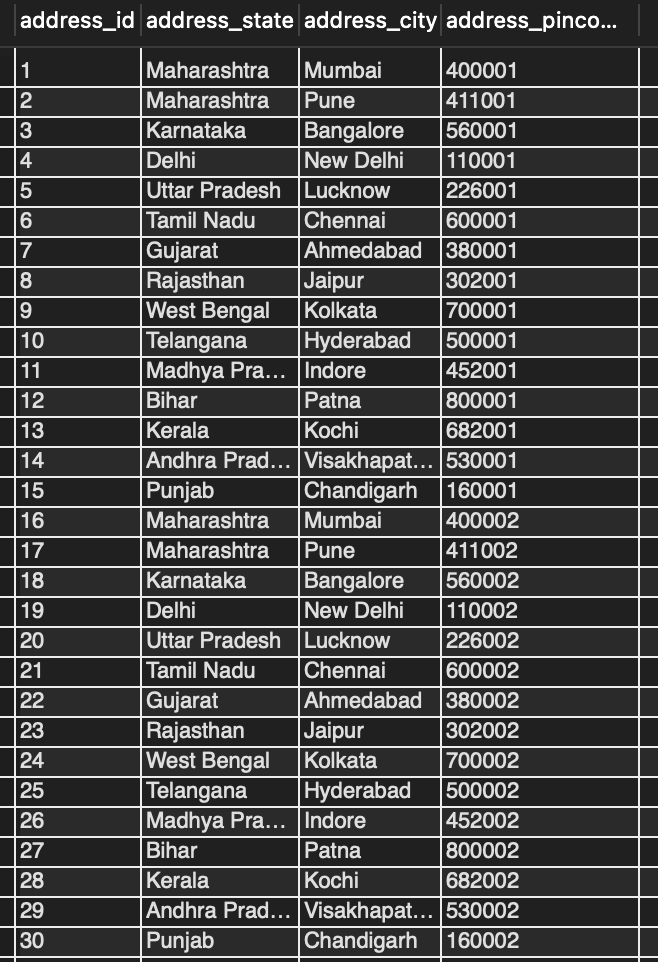 address_id address_state address_city address_pinco...
1 Maharashtra Mumbai 400001
2 Maharashtra Pune 411001
3 Karnataka Bangalore 560001
4 Delhi New Delhi 110001
5 Uttar Pradesh Lucknow 226001
6 Tamil Nadu Chennai 600001
7 Gujarat Ahmedabad 380001
8 Rajasthan Jaipur 302001
9 West Bengal Kolkata 700001
10 Telangana Hyderabad 500001
11 Madhya Pra... Indore 452001
12 Bihar Patna 800001
13 Kerala Kochi 682001
14 Andhra Prad... Visakhapat... 530001
15 Punjab Chandigarh 160001
16 Maharashtra Mumbai 400002
17 Maharashtra Pune 411002
18 Karnataka Bangalore 560002
19 Delhi New Delhi 110002
20 Uttar Pradesh Lucknow 226002
21 Tamil Nadu Chennai 600002
22 Gujarat Ahmedabad 380002
23 Rajasthan Jaipur 302002
24 West Bengal Kolkata 700002
25 Telangana Hyderabad 500002
26 Madhya Pra... Indore 452002
27 Bihar Patna 800002
28 Kerala Kochi 682002
29 Andhra Prad... Visakhapat... 530002
30 Punjab Chandigarh 160002